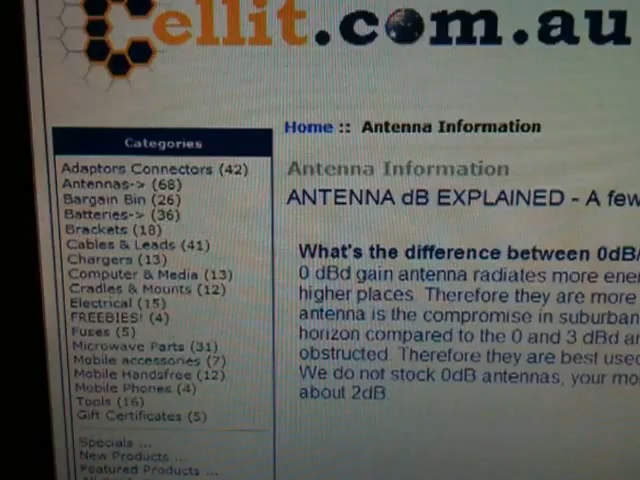 Cellit.com.au
Home :: Antenna Information
Categories
Adaptors Connectors (42)
Antennas-> (68)
Bargain Bin (26)
Batteries-> (36)
Brackets (18)
Cables & Leads (41)
Chargers (13)
Computer & Media (13)
Cradles & Mounts (12)
Electrical (15)
FREEBIES! (4)
Fuses (5)
Microwave Parts (31)
Mobile accessories (7)
Mobile Handsfree (12)
Mobile Phones (4)
Tools (16)
Gift Certificates (5)
Specials ...
New Products ...
Featured Products ...
Antenna Information
ANTENNA dB EXPLAINED - A few
What's the difference between 0dB/
0 dBd gain antenna radiates more ener
higher places. Therefore they are more
antenna is the compromise in suburban
horizon compared to the 0 and 3 dBd an
obstructed. Therefore they are best used
We do not stock 0dB antennas, your mo
about 2dB.